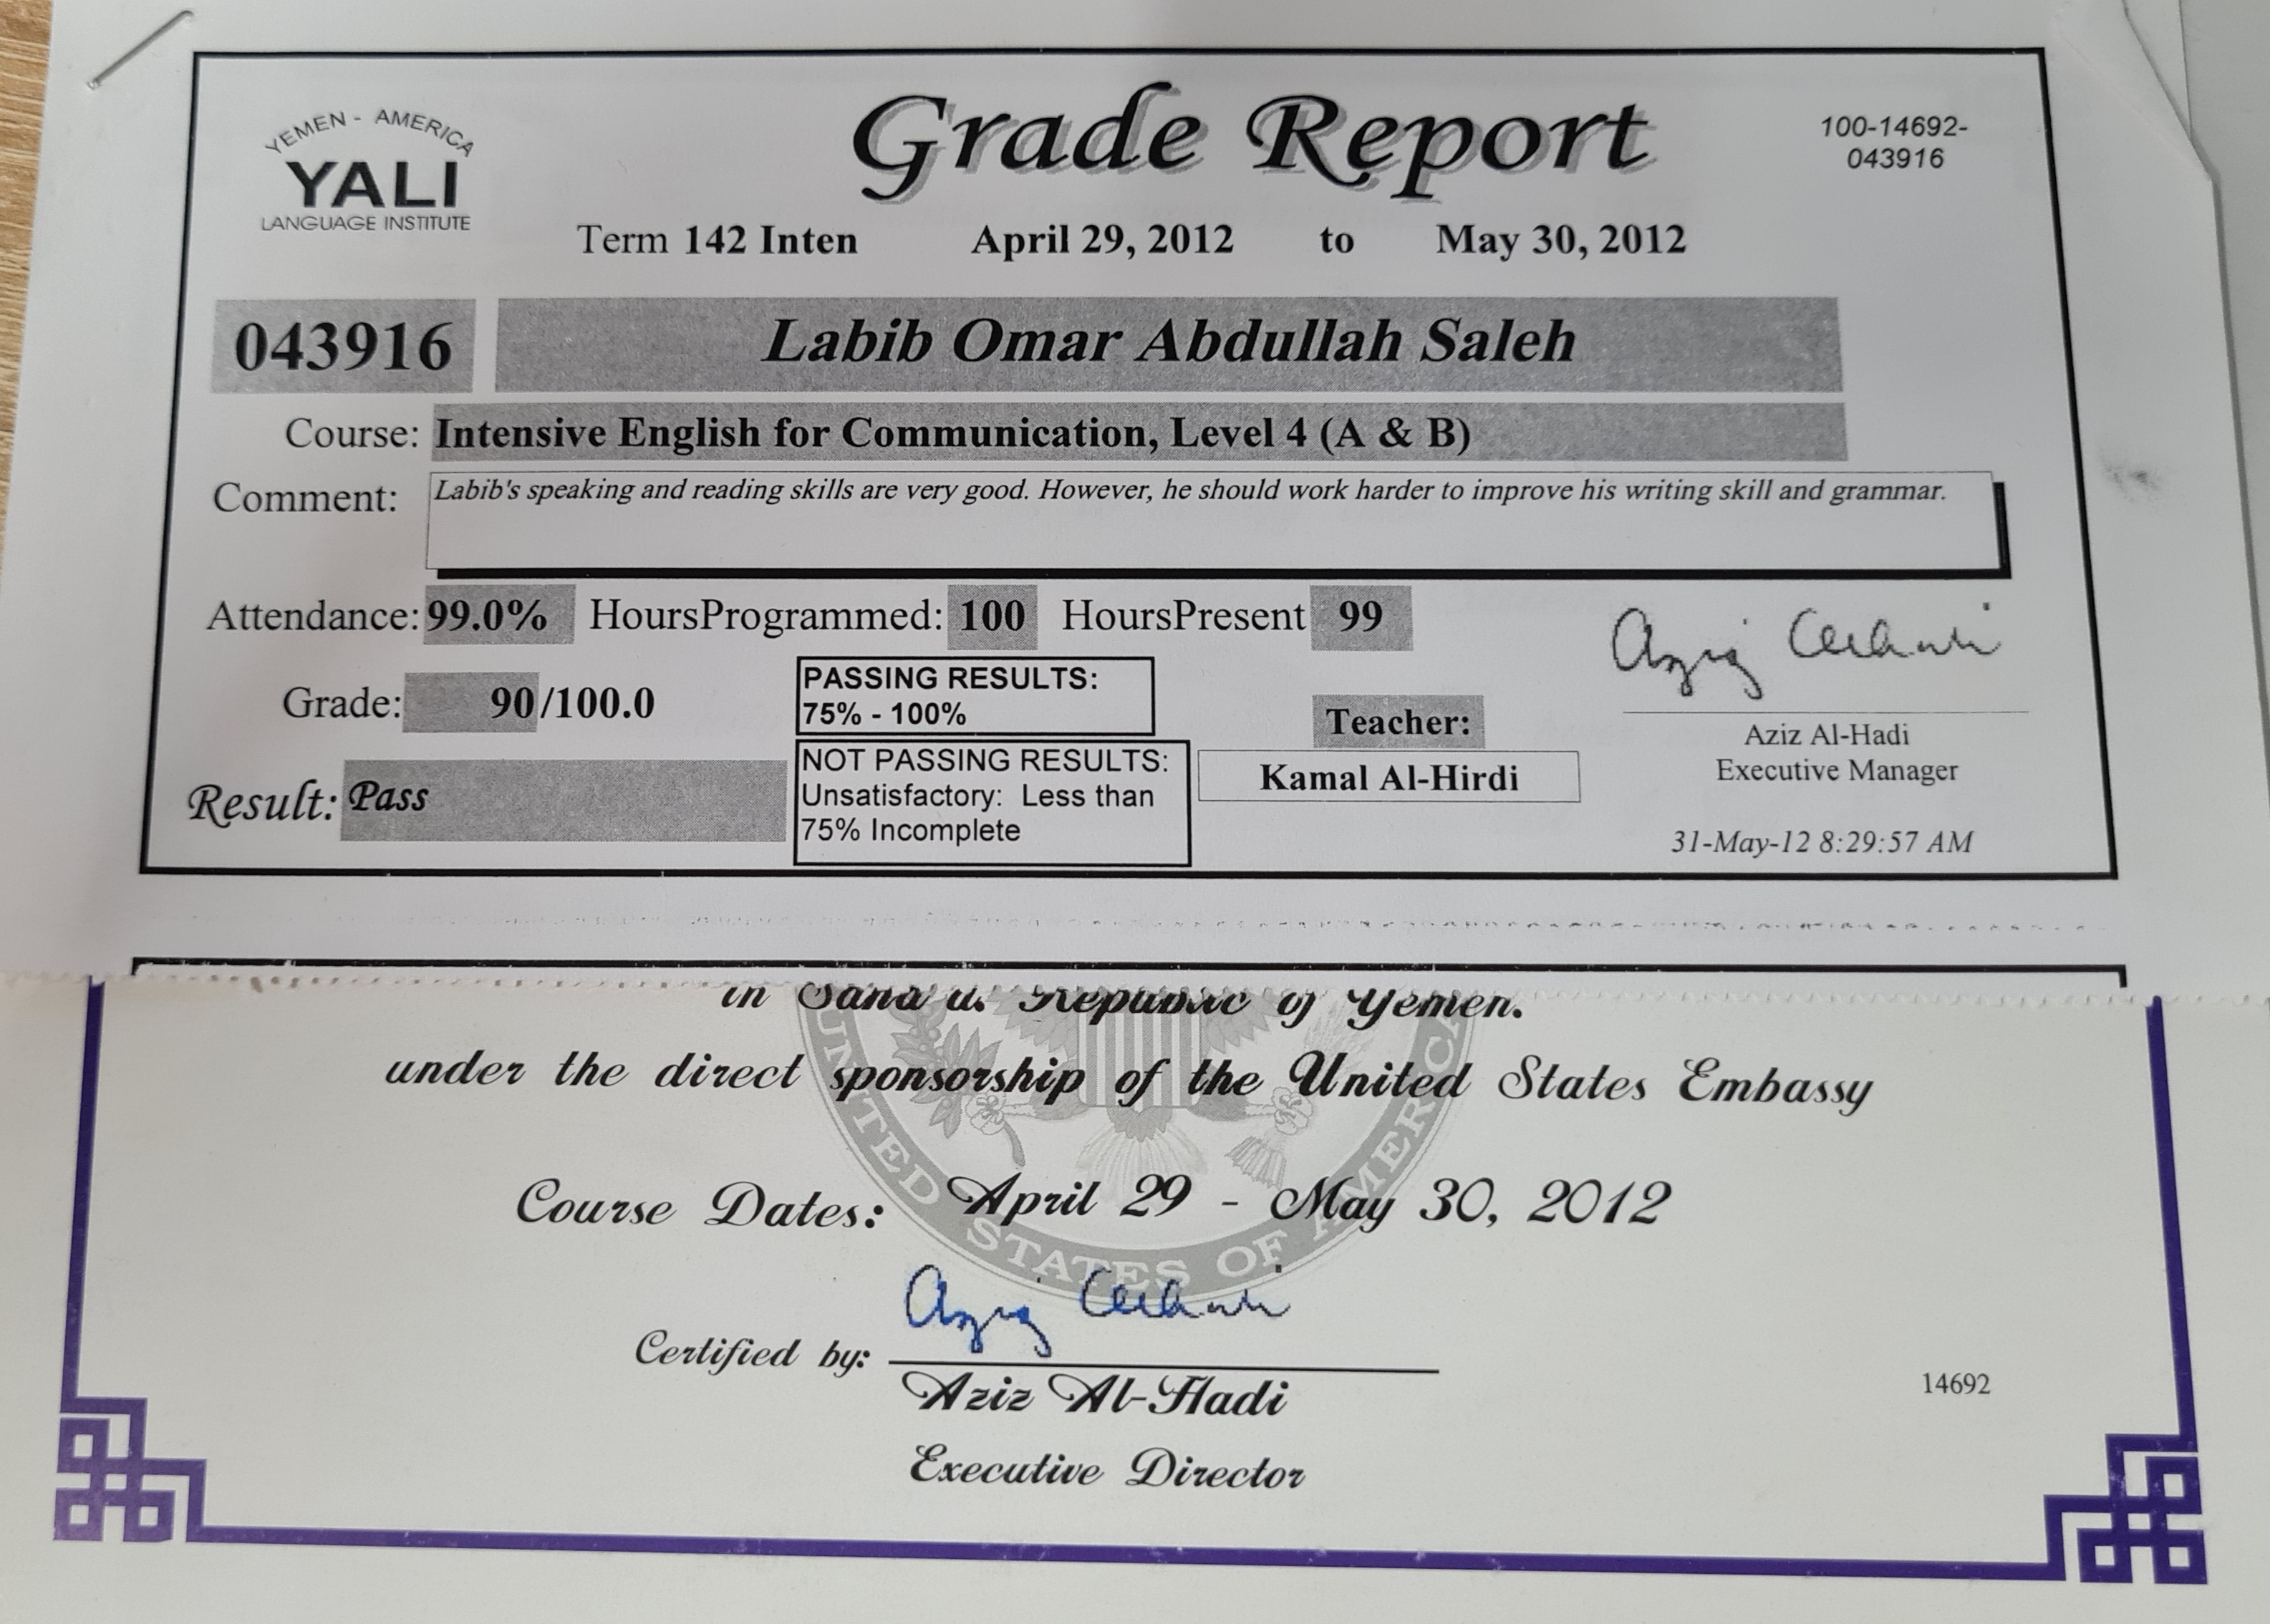 YEMEN - AMERICA
YALI
LANGUAGE INSTITUTE
Grade Report
100-14692-
043916
Term 142 Inten April 29, 2012 to May 30, 2012
043916 Labib Omar Abdullah Saleh
Course: Intensive English for Communication, Level 4 (A & B)
Comment: Labib's speaking and reading skills are very good. However, he should work harder to improve his writing skill and grammar.
Attendance: 99.0% HoursProgrammed: 100 HoursPresent 99
Grade: 90/100.0
PASSING RESULTS:
75% - 100%
NOT PASSING RESULTS:
Unsatisfactory: Less than
75% Incomplete
Result: Pass
Teacher:
Kamal Al-Hirdi
Aziz Al-Hadi
Executive Manager
31-May-12 8:29:57 AM
in Sana'a. Republic of Yemen.
under the direct sponsorship of the United States Embassy
UNITED STATES OF AMERICA
Course Dates: April 29 - May 30, 2012
Certified by:
Aziz Al-Hadi
Executive Director
14692